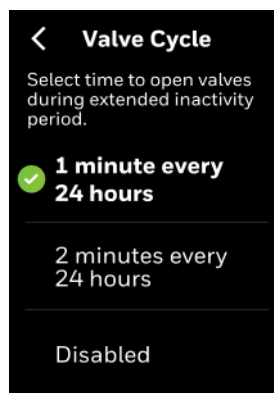 Valve Cycle
Select time to open valves
during extended inactivity
period.
1 minute every
24 hours
2 minutes every
24 hours
Disabled